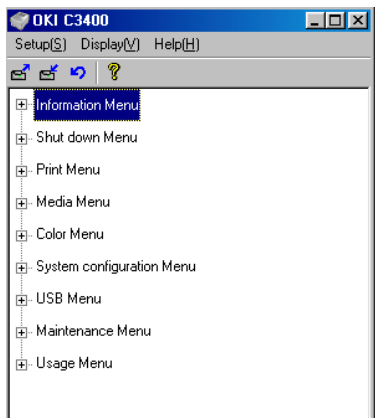 OKI C3400
Setup(S) Display(V) Help(H)
Information Menu
Shut down Menu
Print Menu
Media Menu
Color Menu
System configuration Menu
USB Menu
Maintenance Menu
Usage Menu